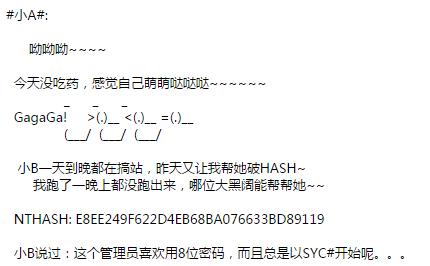 #小A#:
呦呦呦~~~~
今天没吃药，感觉自己萌萌哒哒哒~~~~~~
_ _ _
GagaGa! >(.)__ <(.)__ =(.)__
(___/ (___/ (___/
小B一天到晚都在搞站，昨天又让我帮她破HASH~
我跑了一晚上都没跑出来，哪位大黑阔能帮帮她~~
NTHASH: E8EE249F622D4EB68BA076633BD89119
小B说过：这个管理员喜欢用8位密码，而且总是以SYC#开始呢。。。